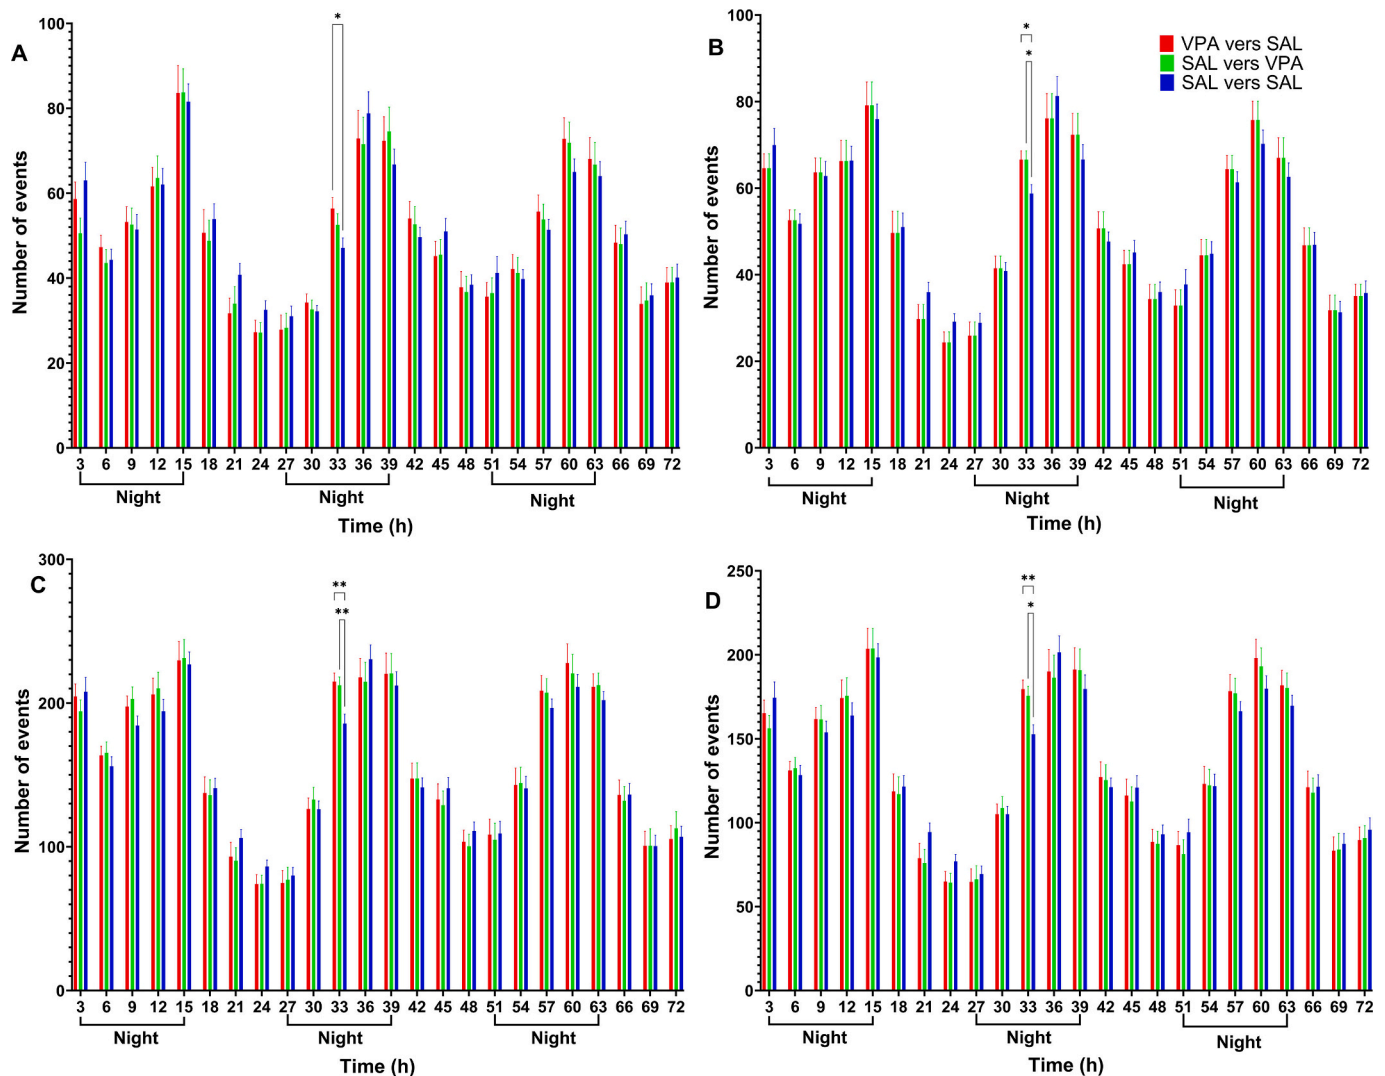 A
Number of events
100
80
60
40
20
0
*
3 6 9 12 15 18 21 24 27 30 33 36 39 42 45 48 51 54 57 60 63 66 69 72
Night Night Night
Time (h)
B
Number of events
100
80
60
40
20
0
*
*
VPA vers SAL
SAL vers VPA
SAL vers SAL
3 6 9 12 15 18 21 24 27 30 33 36 39 42 45 48 51 54 57 60 63 66 69 72
Night Night Night
Time (h)
C
Number of events
300
200
100
0
**
**
3 6 9 12 15 18 21 24 27 30 33 36 39 42 45 48 51 54 57 60 63 66 69 72
Night Night Night
Time (h)
D
Number of events
250
200
150
100
50
0
**
*
3 6 9 12 15 18 21 24 27 30 33 36 39 42 45 48 51 54 57 60 63 66 69 72
Night Night Night
Time (h)